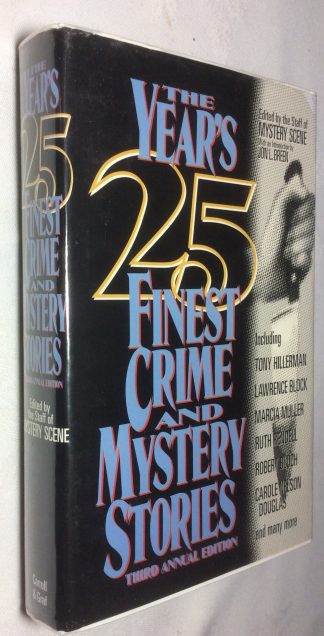 THE
YEAR'S
25
FINEST
CRIME
AND
MYSTERY
STORIES
THIRD ANNUAL EDITION
Edited by
the Staff of
MYSTERY SCENE
Carroll
& Graf
THE
YEAR'S
25
FINEST
CRIME
AND
MYSTERY
STORIES
THIRD ANNUAL EDITION
Edited by the Staff of
MYSTERY SCENE
With an Introduction by
JON L. BREEN
Including
TONY HILLERMAN
LAWRENCE BLOCK
MARCIA MULLER
RUTH RENDELL
ROBERT BLOCH
CAROLE NELSON
DOUGLAS
and many more